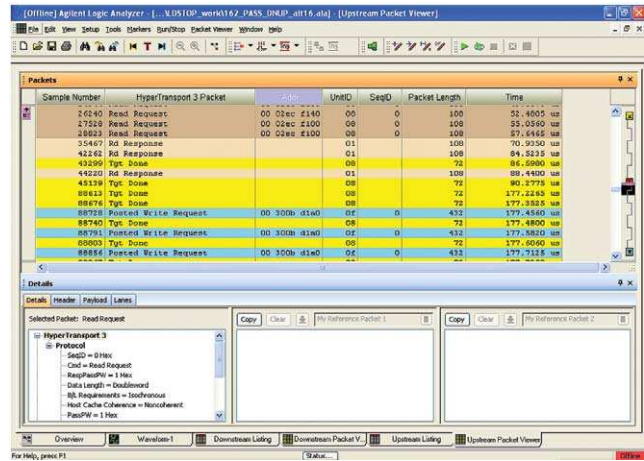 [Offline] Agilent Logic Analyzer - [...\LDSTOP_work\162_PASS_DNUP_alt16.ala] - [Upstream Packet Viewer]
File Edit View Setup Tools Markers Run/Stop Packet Viewer Window Help
Packets
Sample Number HyperTransport 3 Packet Addr UnitID SeqID Packet Length Time
26240 Read Request 00 02ec f140 08 0 108 52.4805 us
27528 Read Request 00 02ec f100 08 0 108 55.0560 us
28823 Read Request 00 02ec f100 08 0 108 57.6465 us
35467 Rd Response 01 108 70.9350 us
42262 Rd Response 01 108 84.5235 us
43299 Tgt Done 08 72 86.5980 us
44220 Rd Response 01 108 88.4400 us
45139 Tgt Done 08 72 90.2775 us
88613 Tgt Done 08 72 177.2265 us
88676 Tgt Done 08 72 177.3525 us
88728 Posted Write Request 00 300b d1m0 0f 0 432 177.4560 us
88740 Tgt Done 08 72 177.4800 us
88791 Posted Write Request 00 300b d1m0 0f 0 432 177.5820 us
88803 Tgt Done 08 72 177.6060 us
88856 Posted Write Request 00 300b d1m0 0f 0 432 177.7125 us
Details
Details Header Payload Lanes
Selected Packet: Read Request
Copy Clear My Reference Packet 1
Copy Clear My Reference Packet 2
HyperTransport 3
Protocol
SeqID = 0 Hex
Cmd = Read Request
RespPassPW = 1 Hex
Data Length = Doubleword
Requirements = Isochronous
Host Cache Coherence = Noncoherent
PassPW = 1 Hex
Overview Waveform-1 Downstream Listing Downstream Packet V... Upstream Listing Upstream Packet Viewer
For Help, press F1 Status... Offline